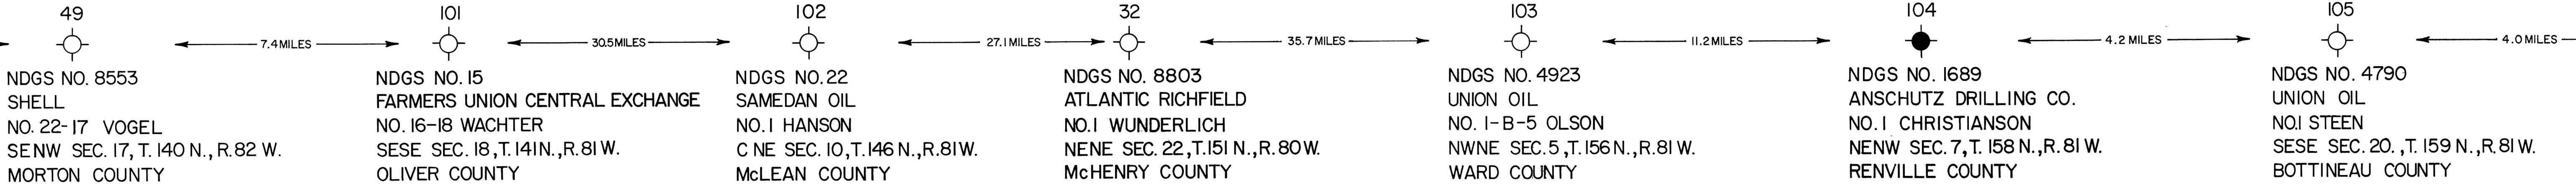 49
NDGS NO. 8553
SHELL
NO. 22-17 VOGEL
SENW SEC. 17, T. 140 N., R. 82 W.
MORTON COUNTY
7.4 MILES
101
NDGS NO. 15
FARMERS UNION CENTRAL EXCHANGE
NO. 16-18 WACHTER
SESE SEC. 18, T. 141 N., R. 81 W.
OLIVER COUNTY
30.5 MILES
102
NDGS NO. 22
SAMEDAN OIL
NO. 1 HANSON
C NE SEC. 10, T. 146 N., R. 81 W.
McLEAN COUNTY
27.1 MILES
32
NDGS NO. 8803
ATLANTIC RICHFIELD
NO. 1 WUNDERLICH
NENE SEC. 22, T. 151 N., R. 80 W.
McHENRY COUNTY
35.7 MILES
103
NDGS NO. 4923
UNION OIL
NO. 1-B-5 OLSON
NWNE SEC. 5, T. 156 N., R. 81 W.
WARD COUNTY
11.2 MILES
104
NDGS NO. 1689
ANSCHUTZ DRILLING CO.
NO. 1 CHRISTIANSON
NENW SEC. 7, T. 158 N., R. 81 W.
RENVILLE COUNTY
4.2 MILES
105
NDGS NO. 4790
UNION OIL
NO.1 STEEN
SESE SEC. 20., T. 159 N., R. 81 W.
BOTTINEAU COUNTY
4.0 MILES